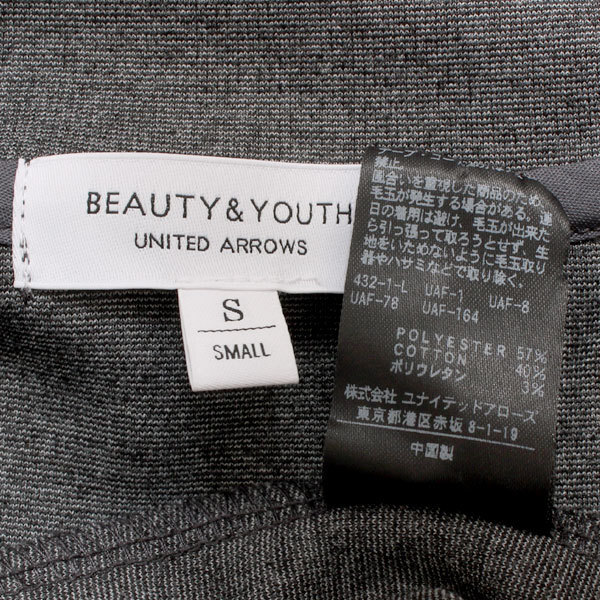 BEAUTY & YOUTH
UNITED ARROWS
S
SMALL
禁止
風合いを重視した商品のため、
毛玉が発生する場合がある。連
日の着用は避け、毛玉が出来た
ら引っ張って取ろうとせず、生
地をいためないように毛玉取り
器やハサミなどで取り除く。
432-1-L UAF-1 UAF-8
UAF-78 UAF-164
POLYESTER 57%
COTTON 40%
ポリウレタン 3%
株式会社 ユナイテッドアローズ
東京都港区赤坂 8-1-19
中国製